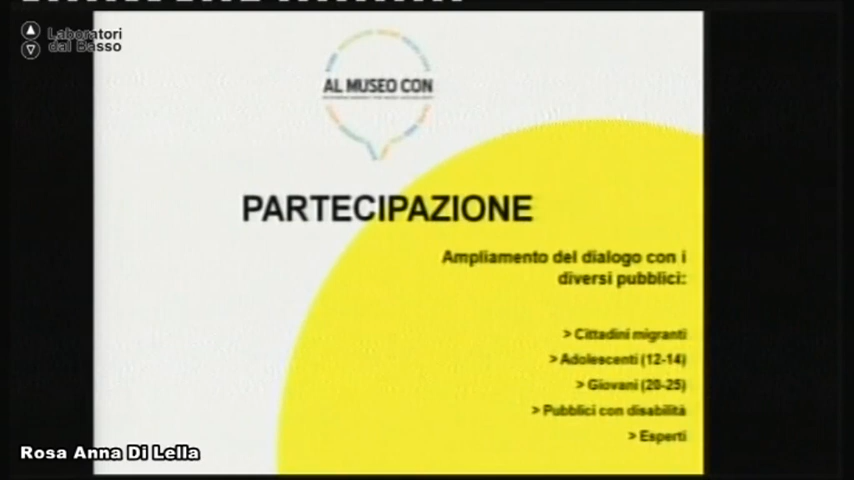 Laboratori
dal Basso
AL MUSEO CON
PARTECIPAZIONE
Ampliamento del dialogo con i
diversi pubblici:
> Cittadini migranti
> Adolescenti (12-14)
> Giovani (20-25)
> Pubblici con disabilità
> Esperti
Rosa Anna Di Lella